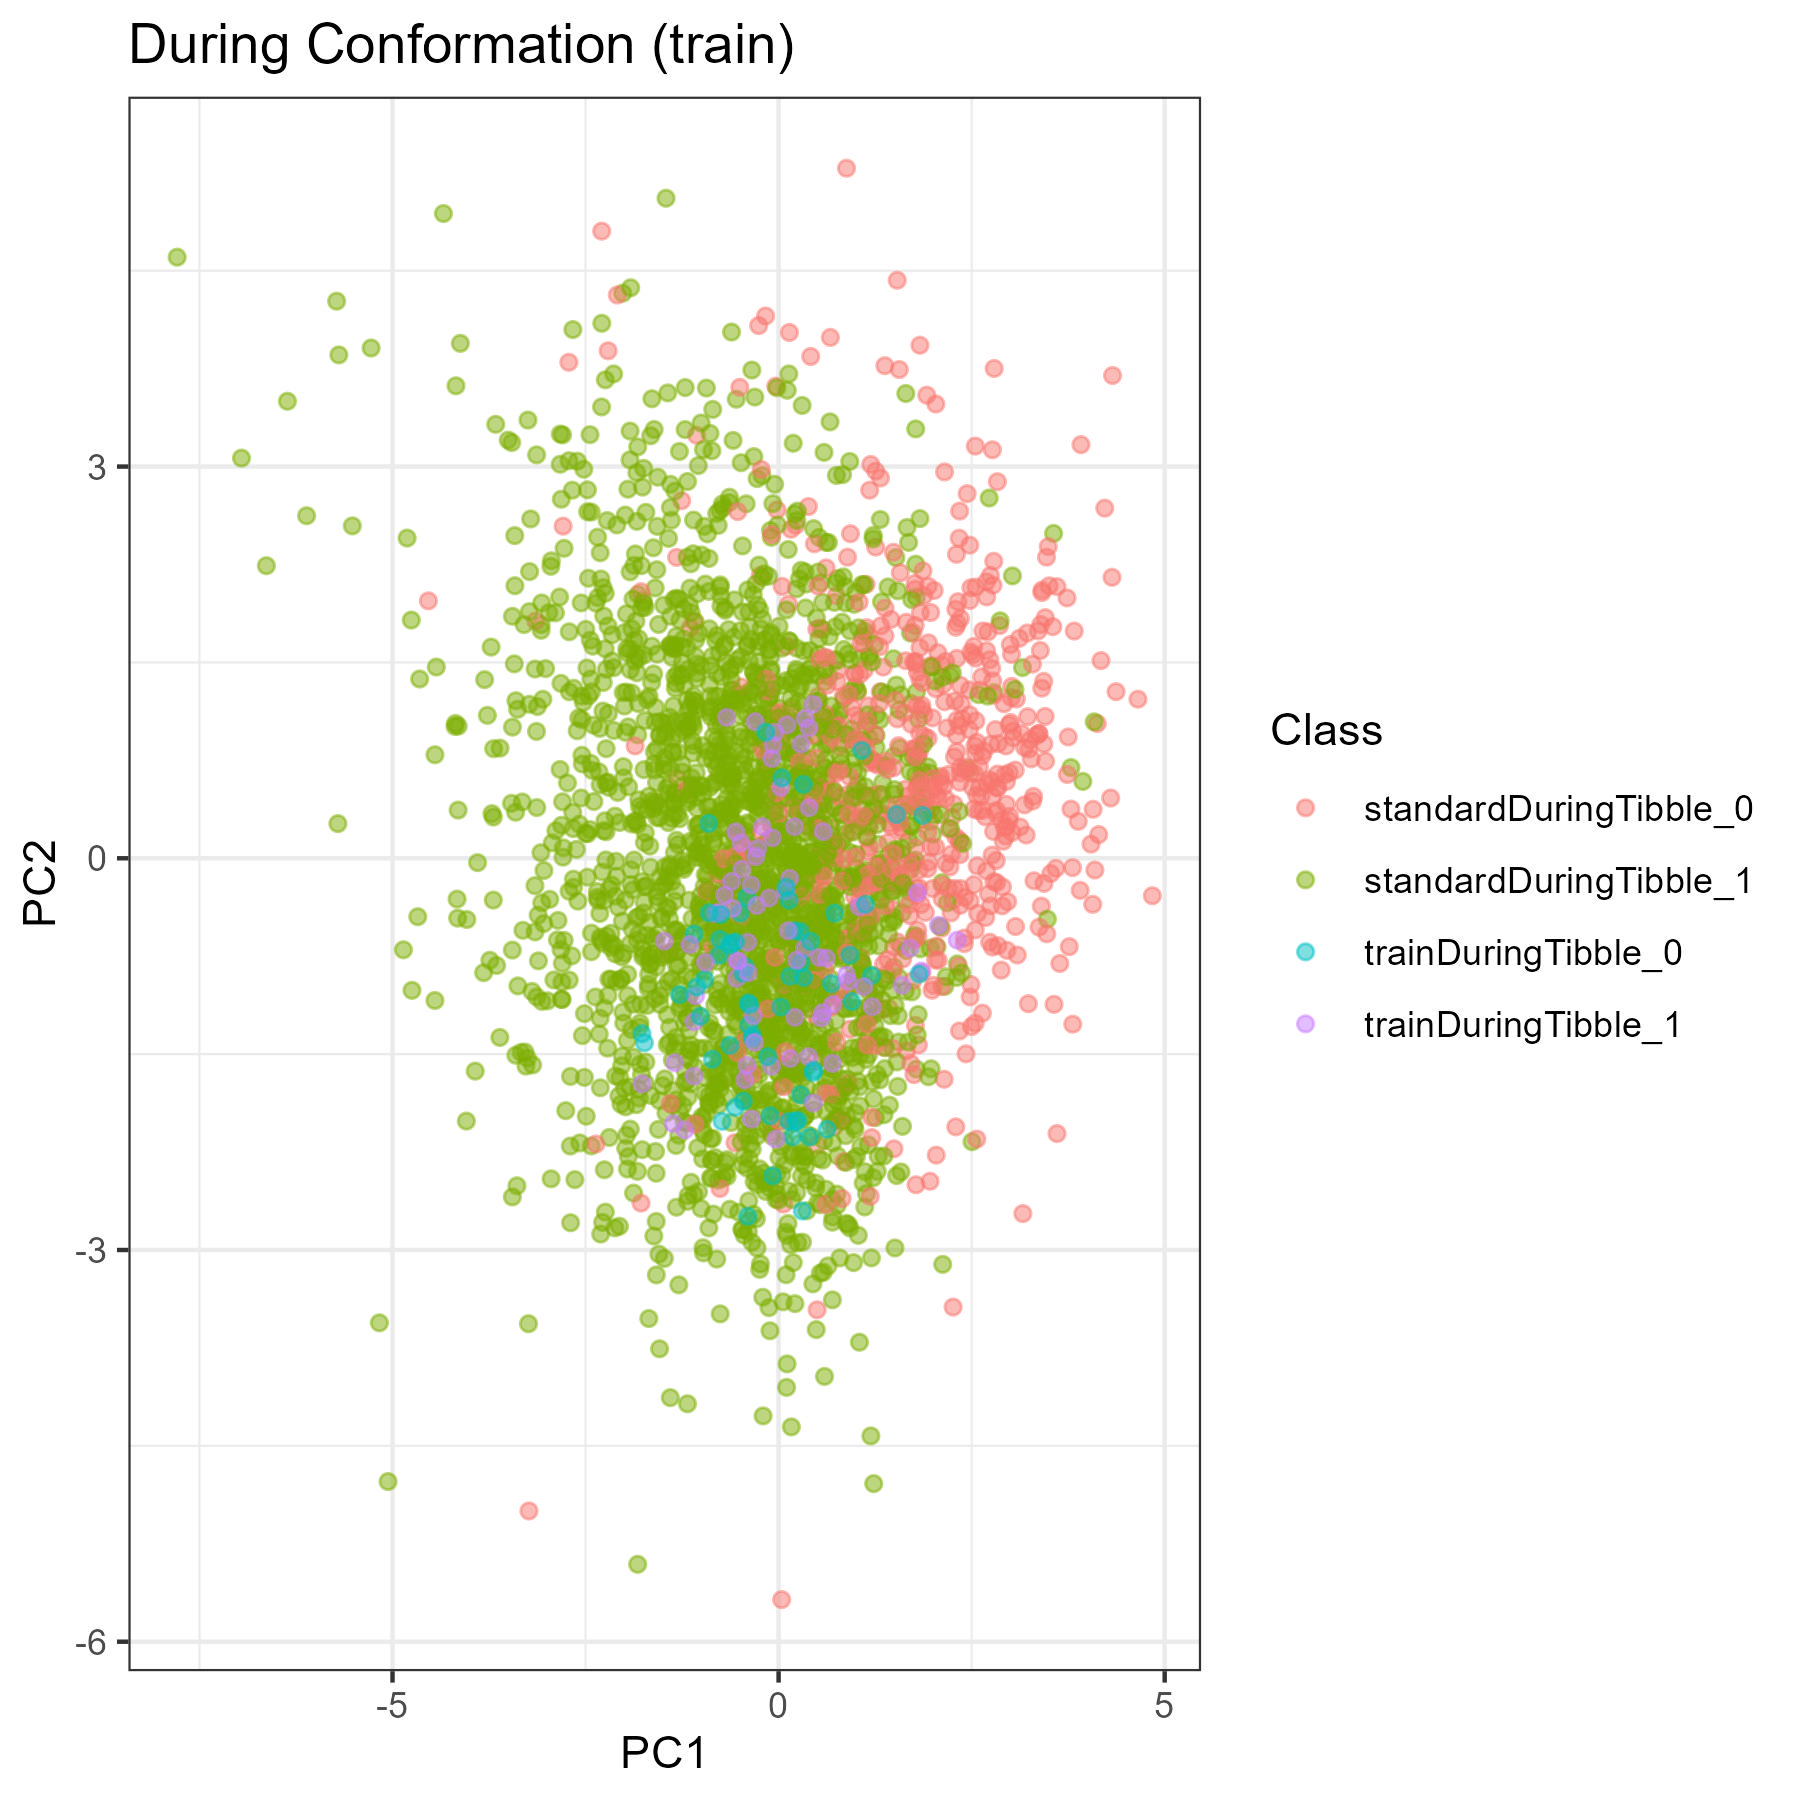 During Conformation (train)
PC2
3
0
-3
-6
-5
0
5
PC1
Class
standardDuringTibble_0
standardDuringTibble_1
trainDuringTibble_0
trainDuringTibble_1